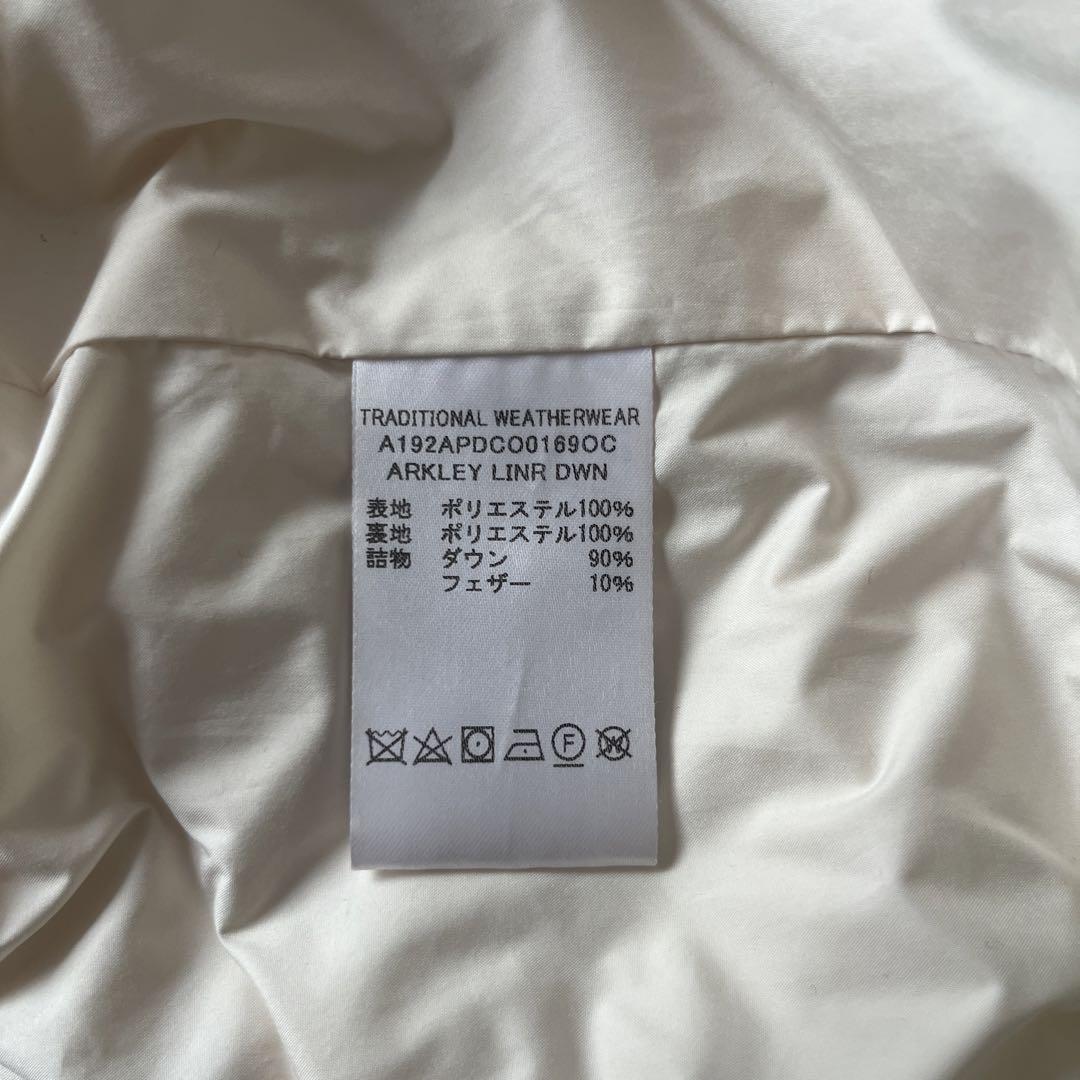 TRADITIONAL WEATHERWEAR
A192APDCO0169OC
ARKLEY LINR DWN
表地 ポリエステル100%
裏地 ポリエステル100%
詰物 ダウン 90%
フェザー 10%
F
W